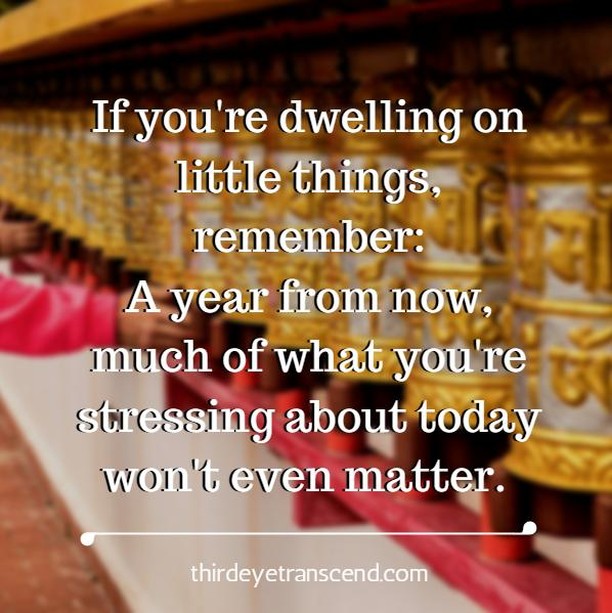 If you're dwelling on
little things,
remember:
A year from now,
much of what you're
stressing about today
won't even matter.
thirdeyetranscend.com